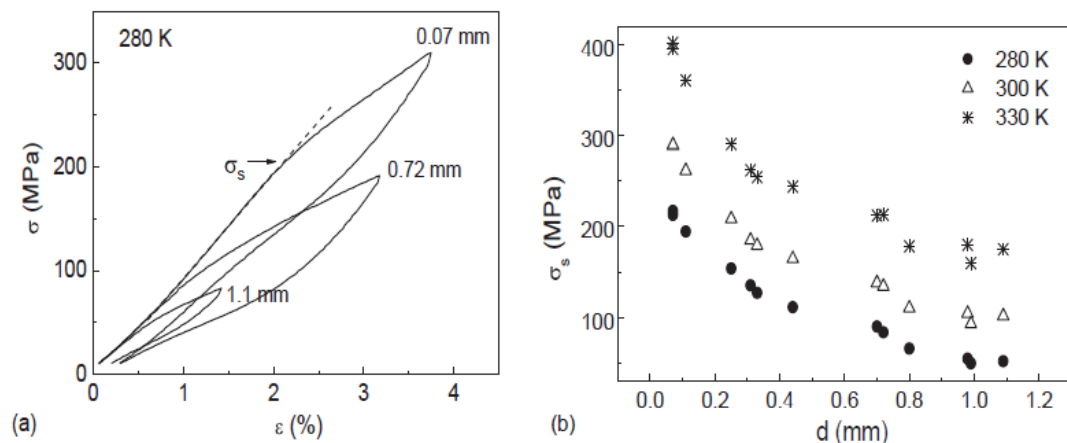 280 K
0.07 mm
σs
0.72 mm
1.1 mm
300
200
100
0
σ (MPa)
0 1 2 3 4
ε (%)
(a)
280 K
300 K
330 K
400
300
200
100
σs (MPa)
0.0 0.2 0.4 0.6 0.8 1.0 1.2
d (mm)
(b)